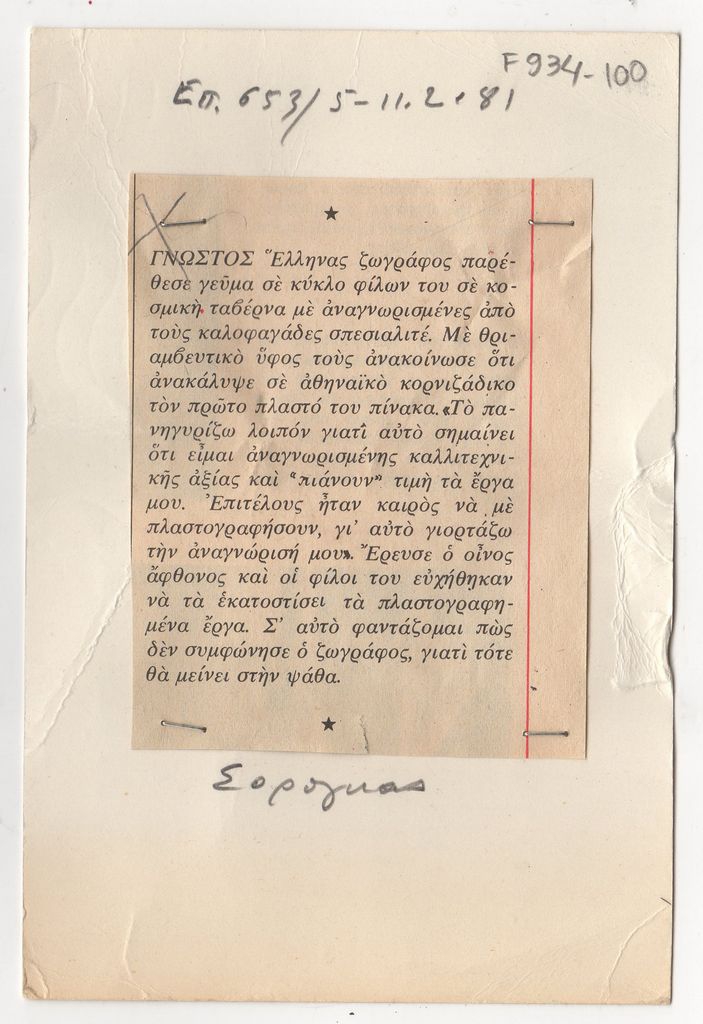 F934-100
Επ. 653/5-11.2.81
★
ΓΝΩΣΤΟΣ Ἕλληνας ζωγράφος παρέ-
θεσε γεῦμα σὲ κύκλο φίλων του σὲ κο-
σμικὴ ταβέρνα μὲ ἀναγνωρισμένες ἀπὸ
τοὺς καλοφαγάδες σπεσιαλιτέ. Μὲ θρι-
αμβευτικὸ ὕφος τοὺς ἀνακοίνωσε ὅτι
ἀνακάλυψε σὲ ἀθηναϊκὸ κορνιζάδικο
τὸν πρῶτο πλαστό του πίνακα. «Τὸ πα-
νηγυρίζω λοιπόν γιατὶ αὐτὸ σημαίνει
ὅτι εἶμαι ἀναγνωρισμένης καλλιτεχνι-
κῆς ἀξίας καὶ "πιάνουν" τιμὴ τὰ ἔργα
μου. Ἐπιτέλους ἦταν καιρὸς νὰ μὲ
πλαστογραφήσουν, γι' αὐτὸ γιορτάζω
τὴν ἀναγνώρισή μου». Ἔρευσε ὁ οἶνος
ἄφθονος καὶ οἱ φίλοι του εὐχήθηκαν
νὰ τὰ ἑκατοστίσει τὰ πλαστογραφη-
μένα ἔργα. Σ' αὐτὸ φαντάζομαι πὼς
δὲν συμφώνησε ὁ ζωγράφος, γιατὶ τότε
θὰ μείνει στὴν ψάθα.
★
Σορόγκας